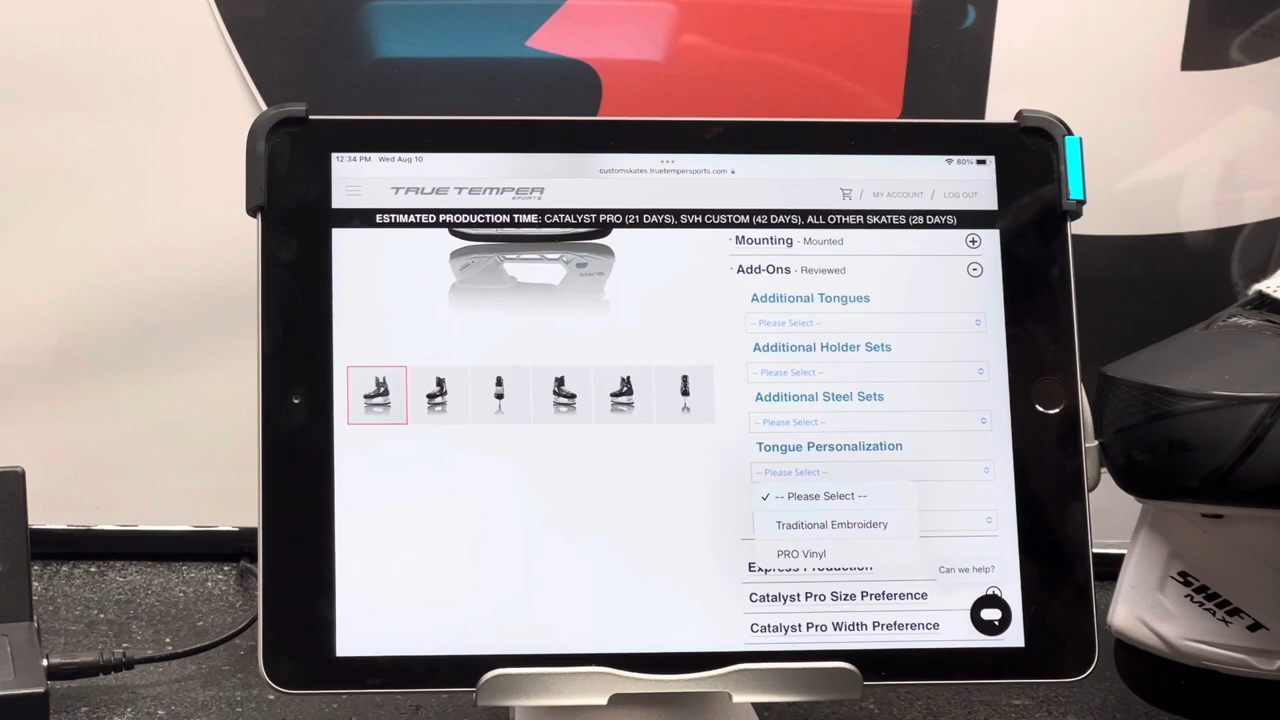 12:34 PM Wed Aug 10
80%
customskates.truetempersports.com
TRUE TEMPER
SPORTS
/ MY ACCOUNT / LOG OUT
ESTIMATED PRODUCTION TIME: CATALYST PRO (21 DAYS), SVH CUSTOM (42 DAYS), ALL OTHER SKATES (28 DAYS)
* Mounting - Mounted
* Add-Ons - Reviewed
Additional Tongues
-- Please Select --
Additional Holder Sets
-- Please Select --
Additional Steel Sets
-- Please Select --
Tongue Personalization
-- Please Select --
✓ -- Please Select --
Traditional Embroidery
PRO Vinyl
Express Production
Can we help?
Catalyst Pro Size Preference
Catalyst Pro Width Preference
SHIFT
MAX